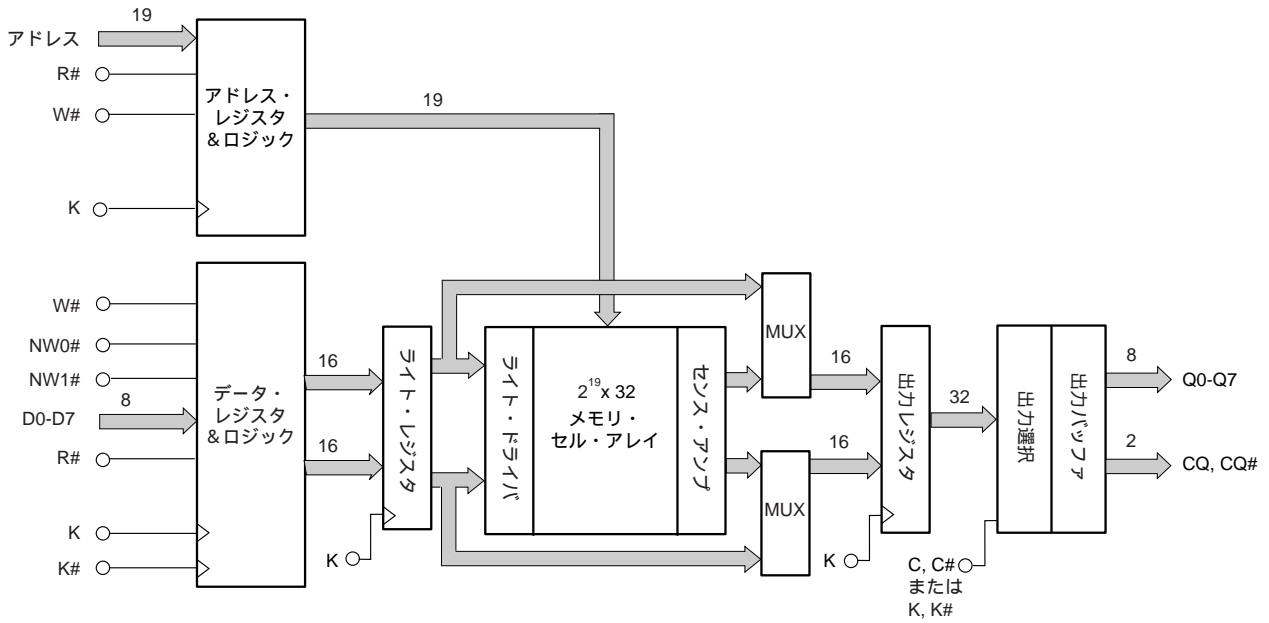 19
アドレス
R#
W#
K
アドレス・
レジスタ
＆ロジック
19
W#
NW0#
NW1#
D0-D7
8
R#
K
K#
データ・
レジスタ
＆ロジック
16
16
ライト・レジスタ
K
ライト・ドライバ
2^19 x 32
メモリ・
セル・アレイ
センス・アンプ
MUX
MUX
16
16
出力レジスタ
K
32
出力選択
出力バッファ
C, C#
または
K, K#
8
Q0-Q7
2
CQ, CQ#